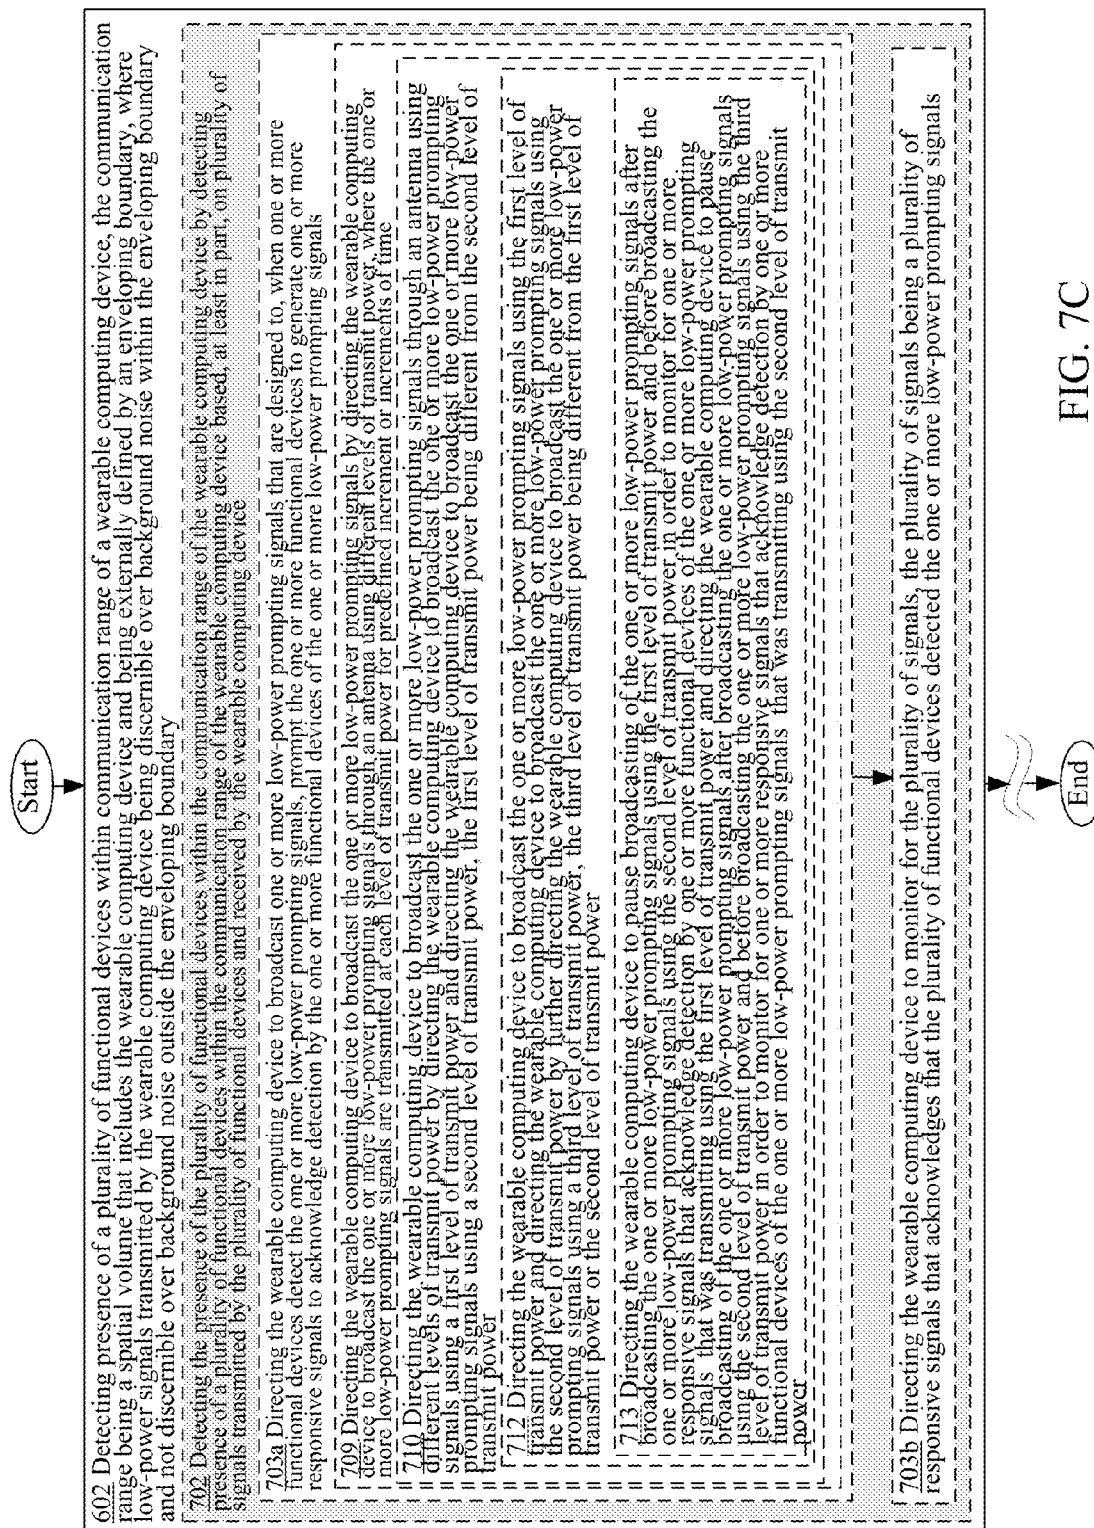 Start
602 Detecting presence of a plurality of functional devices within communication range of a wearable computing device, the communication
range being a spatial volume that includes the wearable computing device and being externally defined by an enveloping boundary, where
low-power signals transmitted by the wearable computing device being discernible over background noise within the enveloping boundary
and not discernible over background noise outside the enveloping boundary
702 Detecting the presence of the plurality of functional devices within the communication range of the wearable computing device by detecting
presence of a plurality of functional devices within the communication range of the wearable computing device based, at least in part, on plurality of
signals transmitted by the plurality of functional devices and received by the wearable computing device
703a Directing the wearable computing device to broadcast one or more low-power prompting signals that are designed to, when one or more
functional devices detect the one or more low-power prompting signals, prompt the one or more functional devices to generate one or more
responsive signals to acknowledge detection by the one or more functional devices of the one or more low-power prompting signals
709 Directing the wearable computing device to broadcast the one or more low-power prompting signals by directing the wearable computing
device to broadcast the one or more low-power prompting signals through an antenna using different levels of transmit power, where the one or
more low-power prompting signals are transmitted at each level of transmit power for predefined increment or increments of time
710 Directing the wearable computing device to broadcast the one or more low-power prompting signals through an antenna using
different levels of transmit power by directing the wearable computing device to broadcast the one or more low-power prompting
signals using a first level of transmit power and directing the wearable computing device to broadcast the one or more low-power
prompting signals using a second level of transmit power, the first level of transmit power being different from the second level of
transmit power
712 Directing the wearable computing device to broadcast the one or more low-power prompting signals using the first level of
transmit power and directing the wearable computing device to broadcast the one or more low-power prompting signals using
the second level of transmit power by further directing the wearable computing device to broadcast the one or more low-power
prompting signals using a third level of transmit power, the third level of transmit power being different from the first level of
transmit power or the second level of transmit power
713 Directing the wearable computing device to pause broadcasting of the one or more low-power prompting signals after
broadcasting the one or more low-power prompting signals using the first level of transmit power and before broadcasting the
one or more low-power prompting signals using the second level of transmit power in order to monitor for one or more
responsive signals that acknowledge detection by one or more functional devices of the one or more low-power prompting
signals that was transmitting using the first level of transmit power and directing the wearable computing device to pause
broadcasting of the one or more low-power prompting signals after broadcasting the one or more low-power prompting signals
using the second level of transmit power and before broadcasting the one or more low-power prompting signals using the third
level of transmit power in order to monitor for one or more responsive signals that acknowledge detection by one or more
functional devices of the one or more low-power prompting signals that was transmitting using the second level of transmit
power
703b Directing the wearable computing device to monitor for the plurality of signals, the plurality of signals being a plurality of
responsive signals that acknowledges that the plurality of functional devices detected the one or more low-power prompting signals
End
FIG. 7C